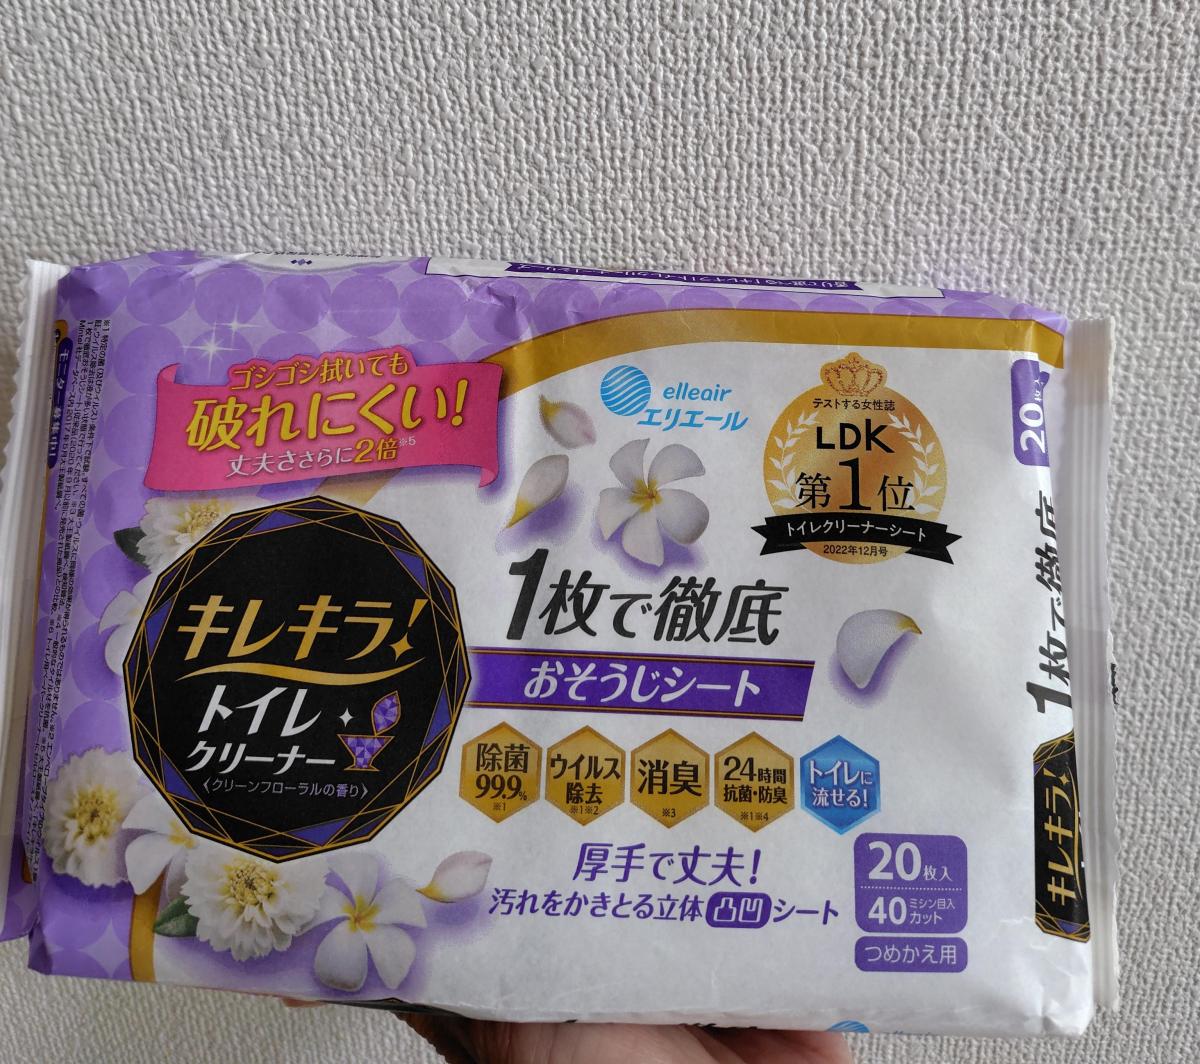 ゴシゴシ拭いても
破れにくい!
丈夫ささらに2倍※5
elleair
エリエール
テストする女性誌
LDK
第1位
トイレクリーナーシート
2022年12月号
20枚入
キレキラ!
トイレ
クリーナー
〈クリーンフローラルの香り〉
1枚で徹底
おそうじシート
除菌
99.9%
※1
ウイルス
除去
※1※2
消臭
※3
24時間
抗菌・防臭
※1※4
トイレに
流せる!
厚手で丈夫!
汚れをかきとる立体凸凹シート
20枚入
40ミシン目入カット
つめかえ用
1枚で徹底
キレキラ!
モニター募集中!